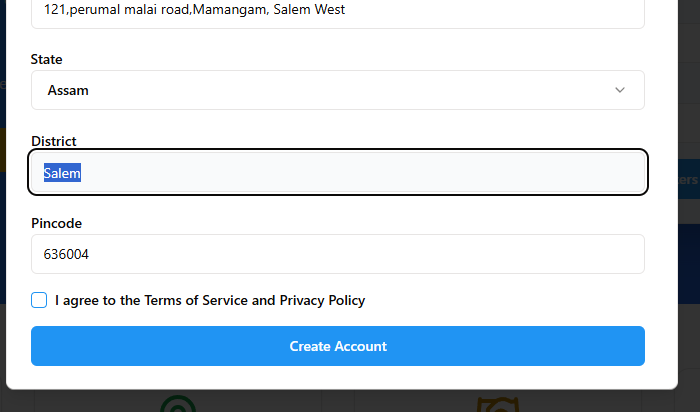 121,perumal malai road,Mamangam, Salem West
State
Assam
District
Salem
Pincode
636004
I agree to the Terms of Service and Privacy Policy
Create Account